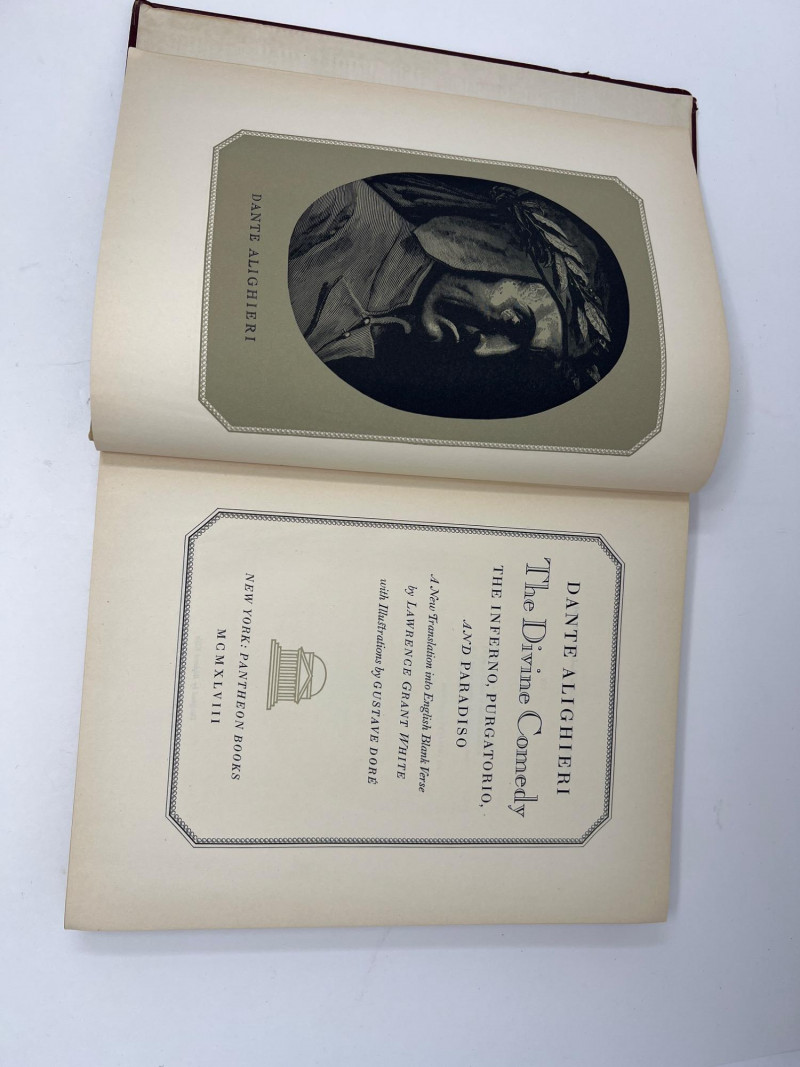 DANTE ALIGHIERI
DANTE ALIGHIERI
The Divine Comedy
THE INFERNO, PURGATORIO,
AND PARADISO
A New Translation into English Blank Verse
by LAWRENCE GRANT WHITE
with Illustrations by GUSTAVE DORÉ
NEW YORK: PANTHEON BOOKS
MCMXLVIII